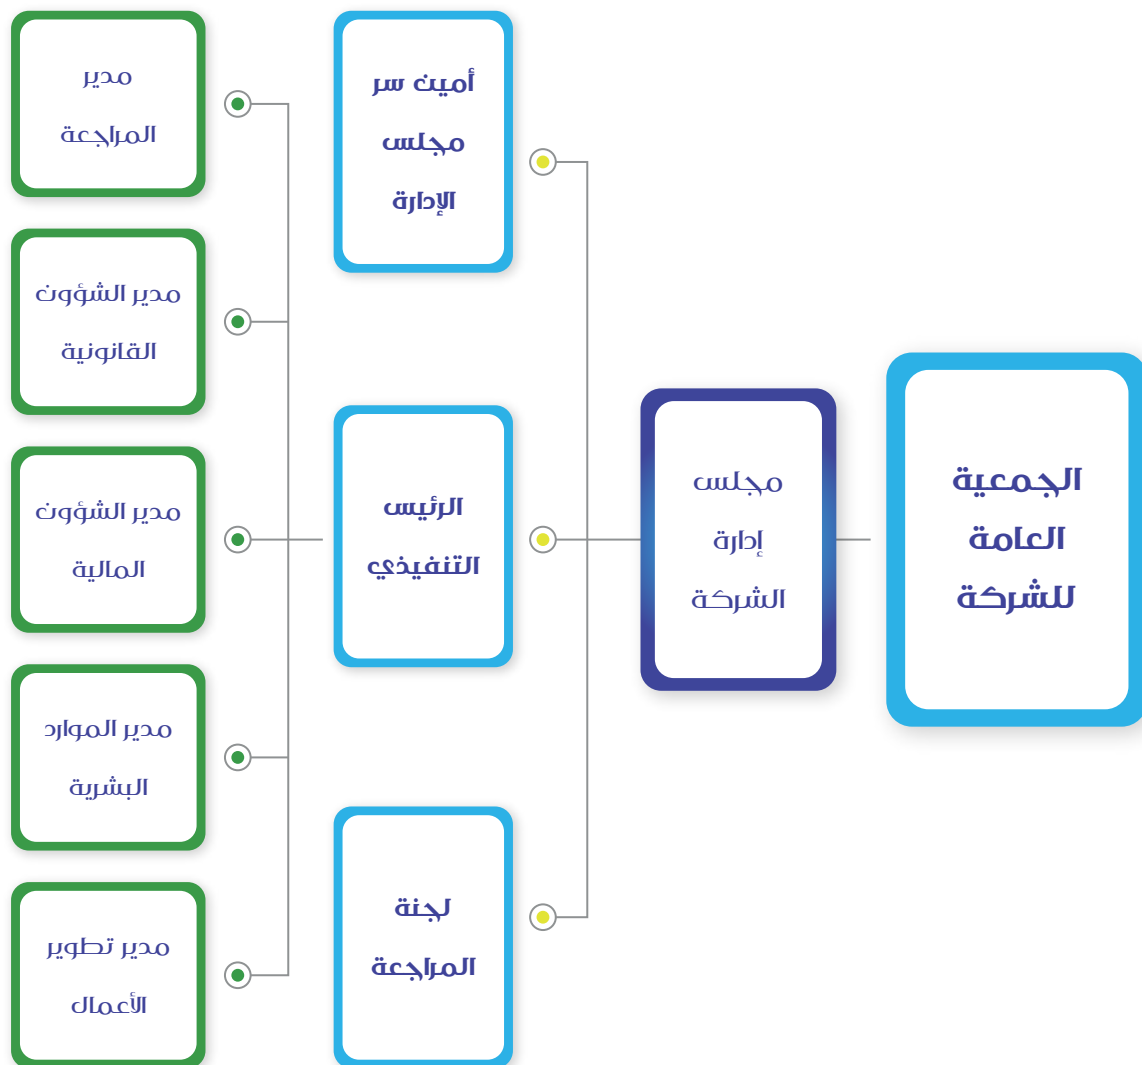 الجمعية
العامة
للشركة
مجلس
إدارة
الشركة
أمين سر
مجلس
الإدارة
الرئيس
التنفيذي
لجنة
المراجعة
مدير
المراجعة
مدير الشؤون
القانونية
مدير الشؤون
المالية
مدير الموارد
البشرية
مدير تطوير
الأعمال